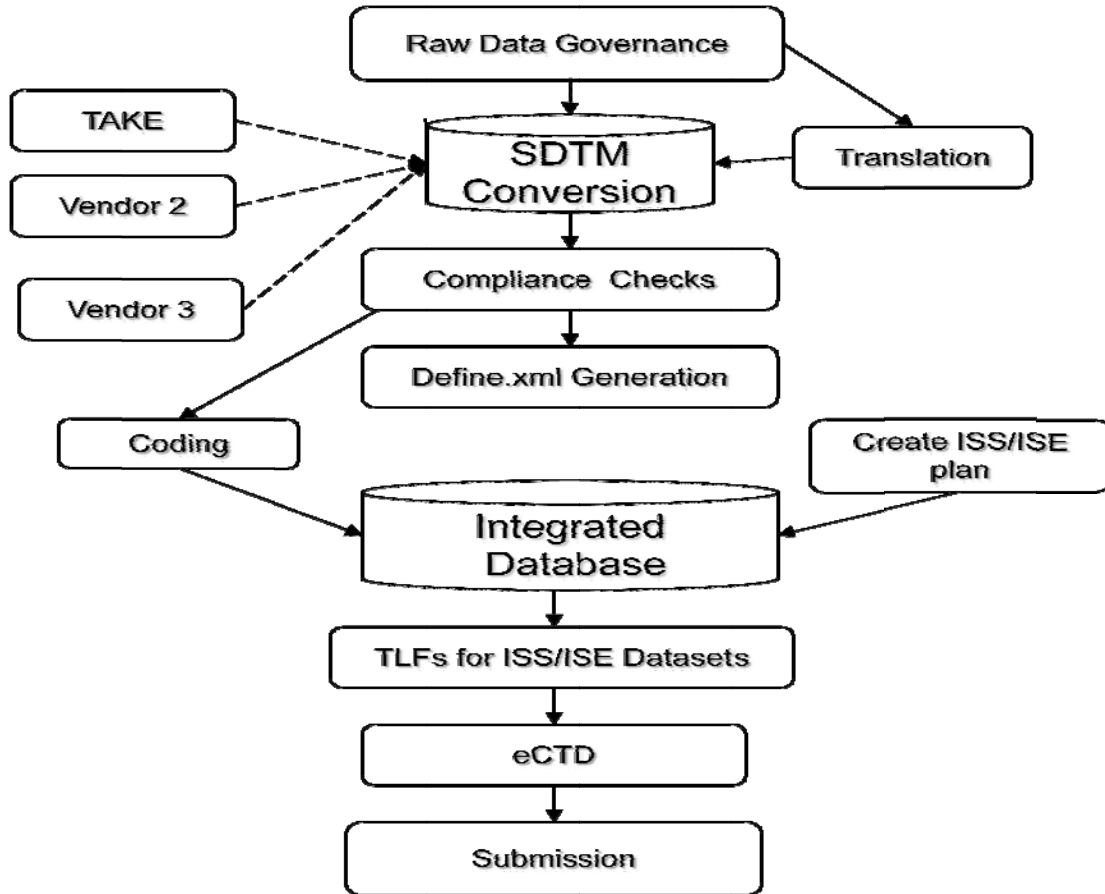 Raw Data Governance
TAKE
SDTM
Conversion
Translation
Vendor 2
Compliance Checks
Vendor 3
Define.xml Generation
Coding
Create ISS/ISE
plan
Integrated
Database
TLFs for ISS/ISE Datasets
eCTD
Submission